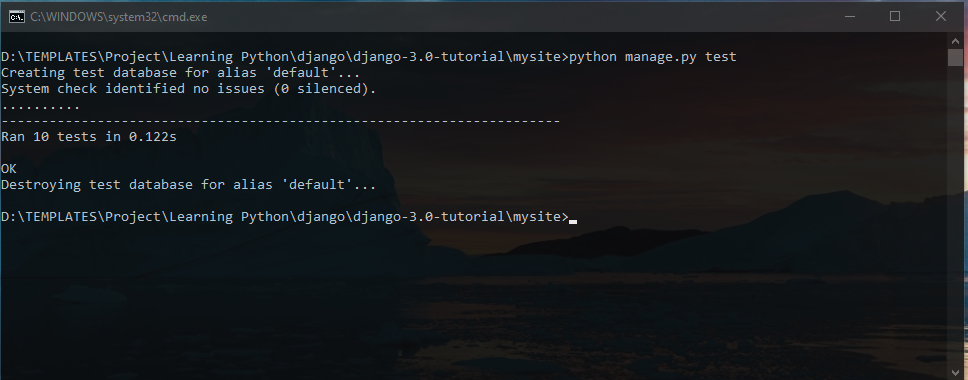 C:\WINDOWS\system32\cmd.exe
D:\TEMPLATES\Project\Learning Python\django\django-3.0-tutorial\mysite>python manage.py test
Creating test database for alias 'default'...
System check identified no issues (0 silenced).
..........
----------------------------------------------------------------------
Ran 10 tests in 0.122s
OK
Destroying test database for alias 'default'...
D:\TEMPLATES\Project\Learning Python\django\django-3.0-tutorial\mysite>